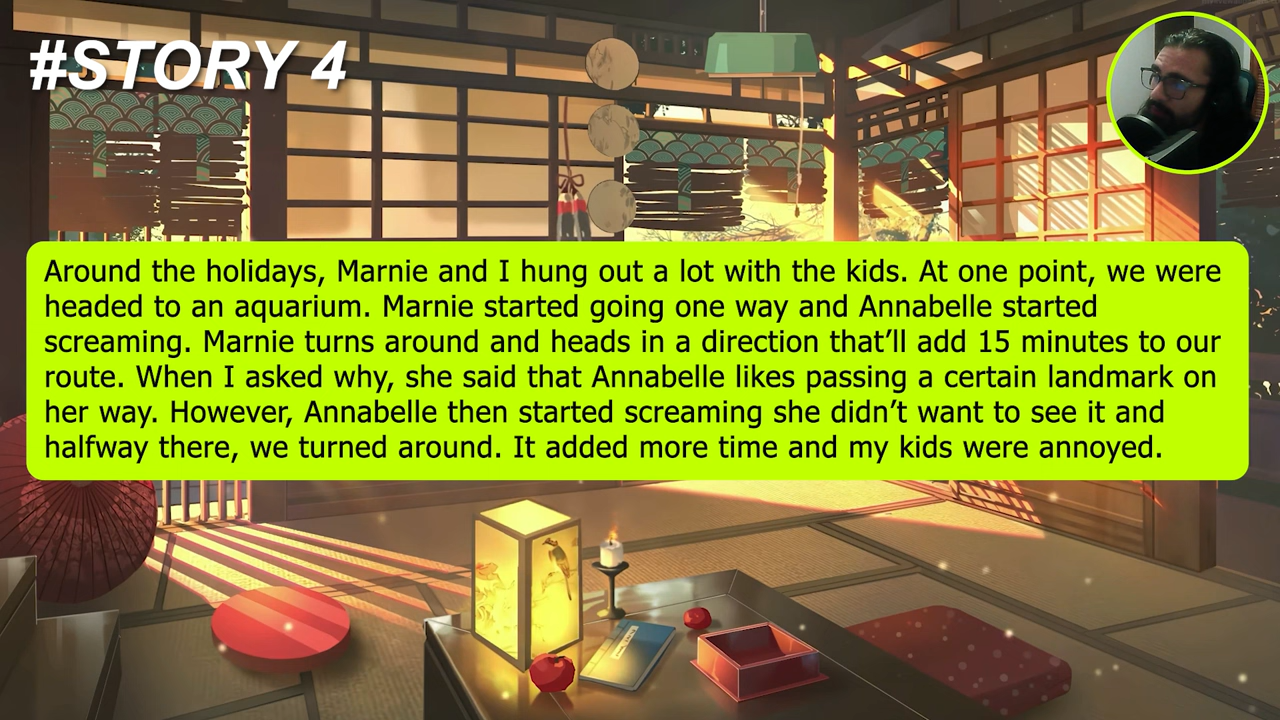 #STORY 4
Around the holidays, Marnie and I hung out a lot with the kids. At one point, we were
headed to an aquarium. Marnie started going one way and Annabelle started
screaming. Marnie turns around and heads in a direction that’ll add 15 minutes to our
route. When I asked why, she said that Annabelle likes passing a certain landmark on
her way. However, Annabelle then started screaming she didn’t want to see it and
halfway there, we turned around. It added more time and my kids were annoyed.